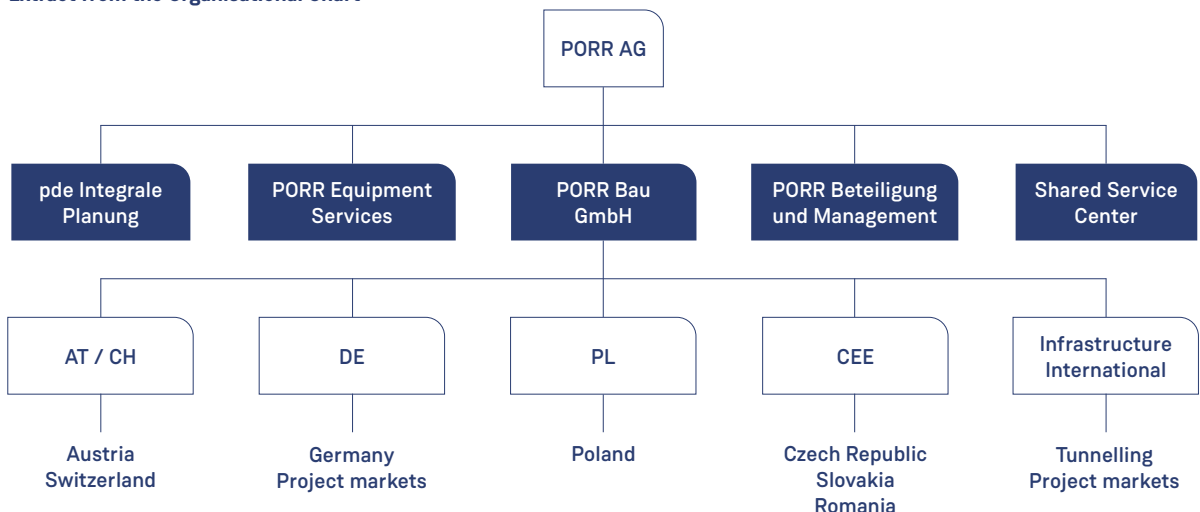 Extract from the Organisational Chart
PORR AG
pde Integrale
Planung
PORR Equipment
Services
PORR Bau
GmbH
PORR Beteiligung
und Management
Shared Service
Center
AT / CH
DE
PL
CEE
Infrastructure
International
Austria
Switzerland
Germany
Project markets
Poland
Czech Republic
Slovakia
Romania
Tunnelling
Project markets